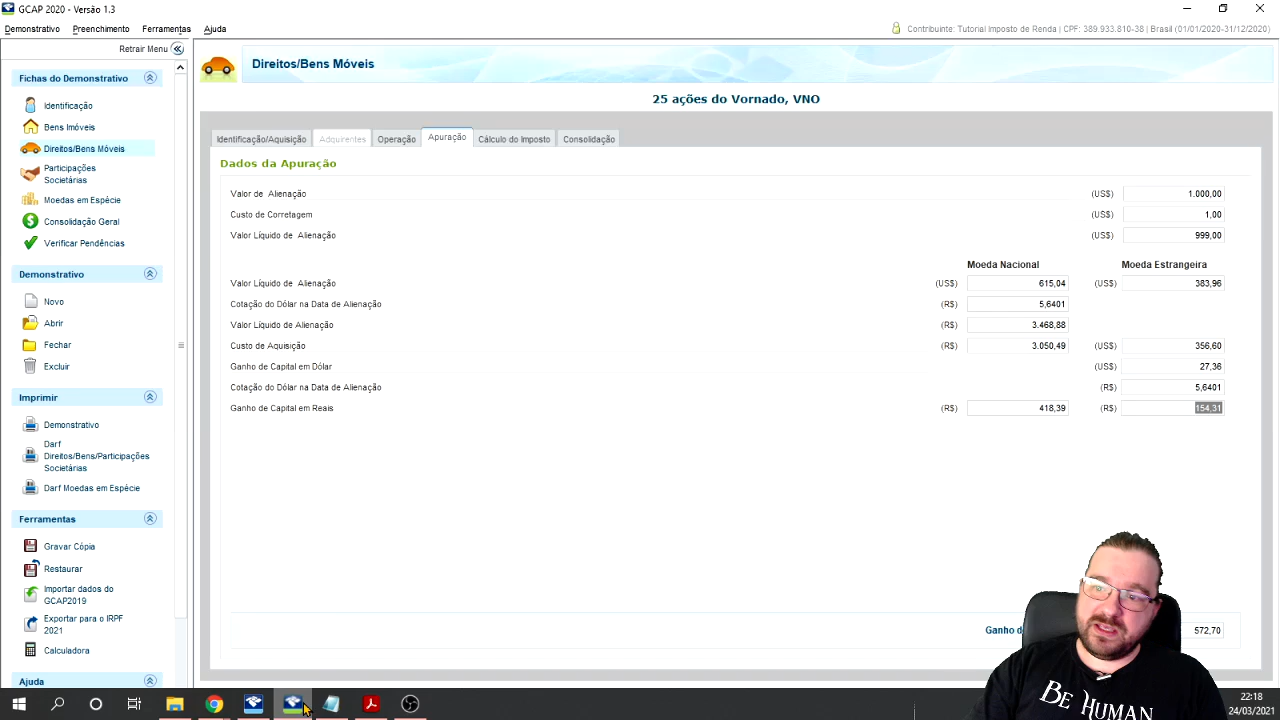 GCAP 2020 - Versão 1.3
Demonstrativo Preenchimento Ferramentas Ajuda
Contribuinte: Tutorial Imposto de Renda | CPF: 389.933.810-38 | Brasil (01/01/2020-31/12/2020)
Retrair Menu
Fichas do Demonstrativo
Identificação
Bens Imóveis
Direitos/Bens Móveis
Participações
Societárias
Moedas em Espécie
Consolidação Geral
Verificar Pendências
Demonstrativo
Novo
Abrir
Fechar
Excluir
Imprimir
Demonstrativo
Darf
Direitos/Bens/Participações
Societárias
Darf Moedas em Espécie
Ferramentas
Gravar Cópia
Restaurar
Importar dados do
GCAP2019
Exportar para o IRPF
2021
Calculadora
Ajuda
Direitos/Bens Móveis
25 ações do Vornado, VNO
Identificação/Aquisição Adquirentes Operação Apuração Cálculo do Imposto Consolidação
Dados da Apuração
Valor de Alienação (US$) 1.000,00
Custo de Corretagem (US$) 1,00
Valor Líquido de Alienação (US$) 999,00
Moeda Nacional Moeda Estrangeira
Valor Líquido de Alienação (US$) 615,04 (US$) 383,96
Cotação do Dólar na Data de Alienação (R$) 5,6401
Valor Líquido de Alienação (R$) 3.468,88
Custo de Aquisição (R$) 3.050,49 (US$) 356,60
Ganho de Capital em Dólar (US$) 27,36
Cotação do Dólar na Data de Alienação (R$) 5,6401
Ganho de Capital em Reais (R$) 418,39 (R$) 154,31
Ganho 572,70
BE HUMAN
22:18
24/03/2021